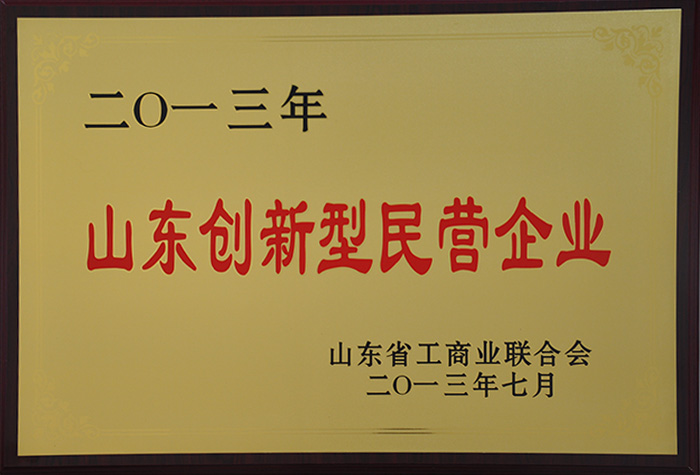 二〇一三年
山东创新型民营企业
山东省工商业联合会
二〇一三年七月